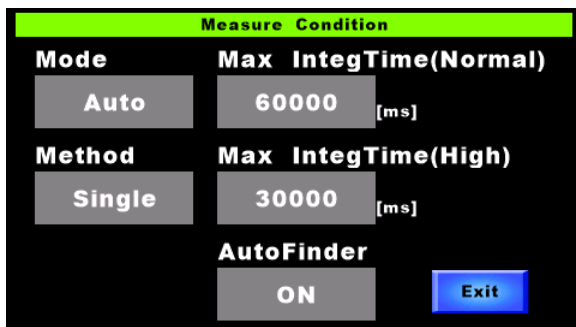 Measure Condition
Mode
Max IntegTime(Normal)
Auto
60000
[ms]
Method
Max IntegTime(High)
Single
30000
[ms]
AutoFinder
ON
Exit